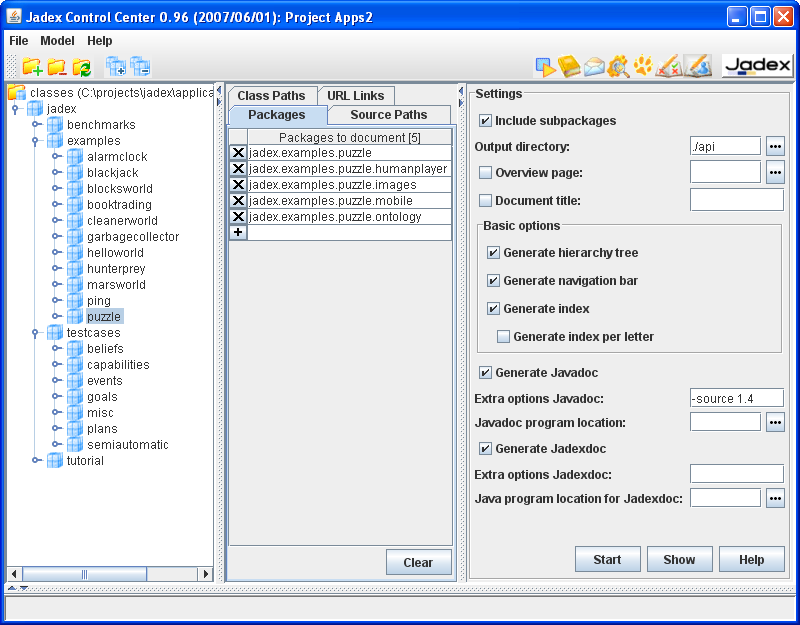 Jadex Control Center 0.96 (2007/06/01): Project Apps2
File Model Help
Jadex
classes (C:\projects\jadex\applica
jadex
benchmarks
examples
alarmclock
blackjack
blocksworld
booktrading
cleanerworld
garbagecollector
helloworld
hunterprey
marsworld
ping
puzzle
testcases
beliefs
capabilities
events
goals
misc
plans
semiautomatic
tutorial
Class Paths URL Links
Packages Source Paths
Packages to document [5]
jadex.examples.puzzle
jadex.examples.puzzle.humanplayer
jadex.examples.puzzle.images
jadex.examples.puzzle.mobile
jadex.examples.puzzle.ontology
Clear
Settings
Include subpackages
Output directory: ./api ...
Overview page: ...
Document title:
Basic options
Generate hierarchy tree
Generate navigation bar
Generate index
Generate index per letter
Generate Javadoc
Extra options Javadoc: -source 1.4
Javadoc program location: ...
Generate Jadexdoc
Extra options Jadexdoc:
Java program location for Jadexdoc: ...
Start Show Help